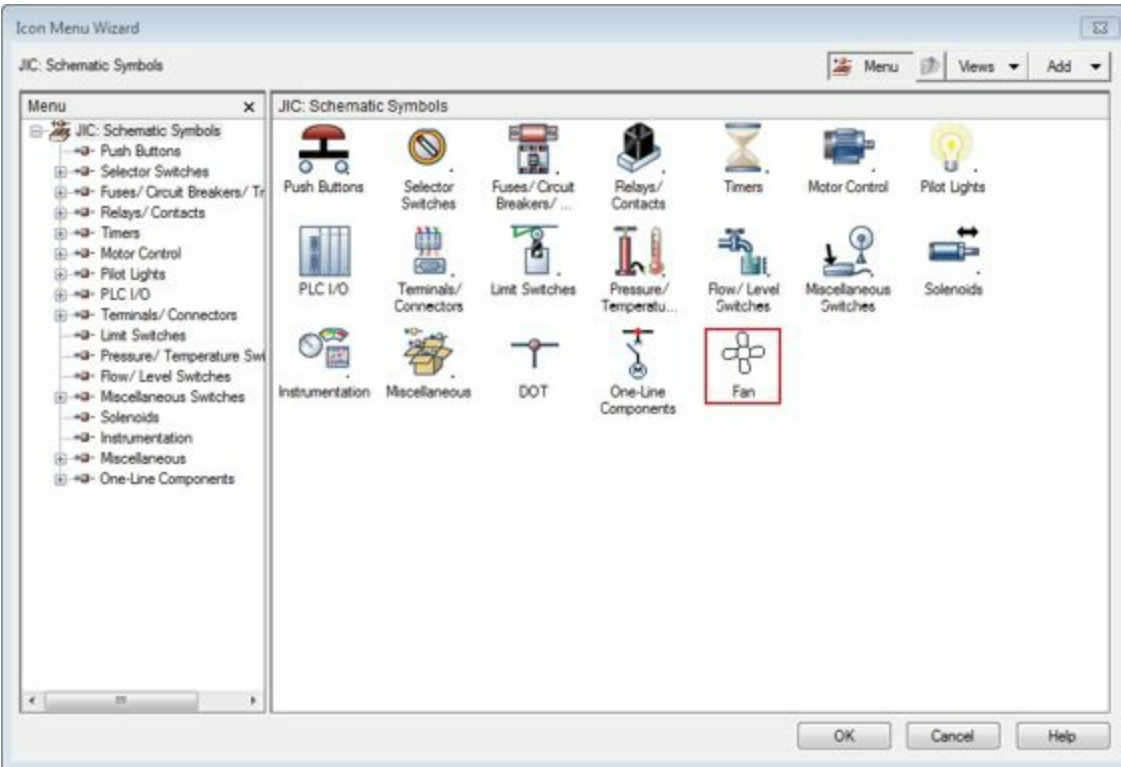 Icon Menu Wizard
JIC: Schematic Symbols
Menu
Views
Add
Menu
JIC: Schematic Symbols
Push Buttons
Selector Switches
Fuses/ Circuit Breakers/ Tr
Relays/ Contacts
Timers
Motor Control
Pilot Lights
PLC I/O
Terminals/ Connectors
Limit Switches
Pressure/ Temperature Swi
Flow/ Level Switches
Miscellaneous Switches
Solenoids
Instrumentation
Miscellaneous
One-Line Components
JIC: Schematic Symbols
Push Buttons
Selector
Switches
Fuses/ Circuit
Breakers/ ...
Relays/
Contacts
Timers
Motor Control
Pilot Lights
PLC I/O
Terminals/
Connectors
Limit Switches
Pressure/
Temperatu...
Flow/ Level
Switches
Miscellaneous
Switches
Solenoids
Instrumentation
Miscellaneous
DOT
One-Line
Components
Fan
OK
Cancel
Help